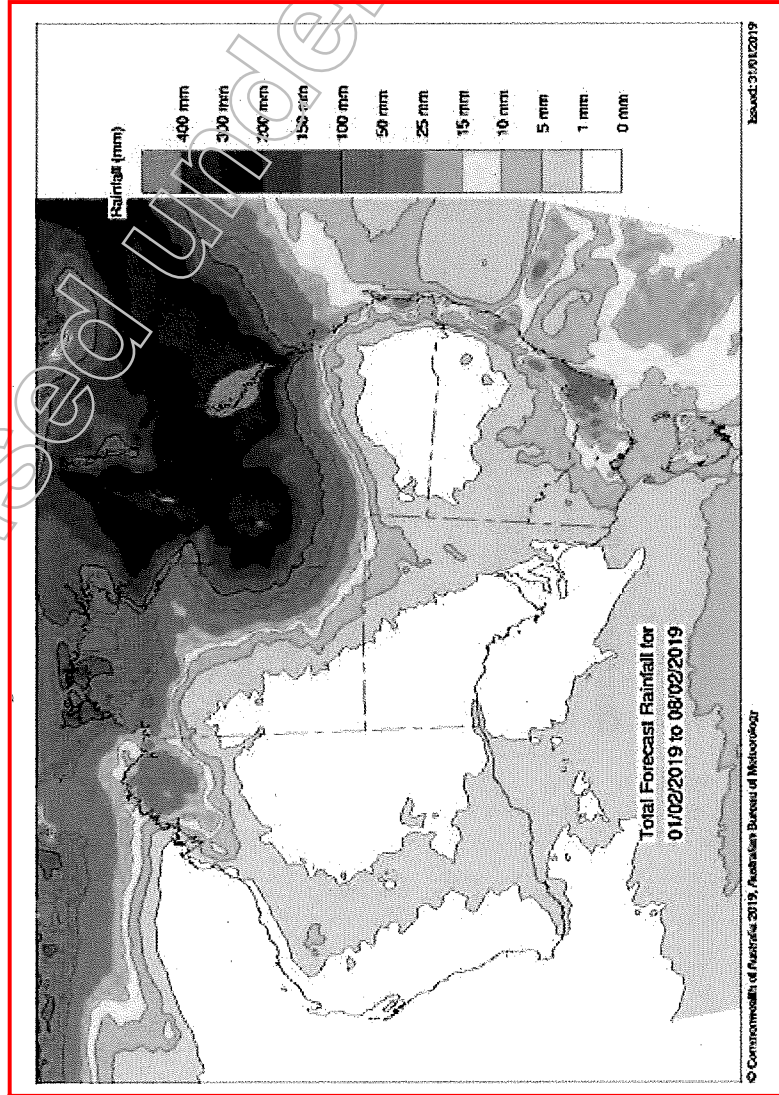 Rainfall (mm)
400 mm
300 mm
200 mm
150 mm
100 mm
50 mm
25 mm
15 mm
10 mm
5 mm
1 mm
0 mm
Total Forecast Rainfall for
01/02/2019 to 08/02/2019
© Commonwealth of Australia 2019, Australian Bureau of Meteorology
Issued: 31/01/2019
sed under